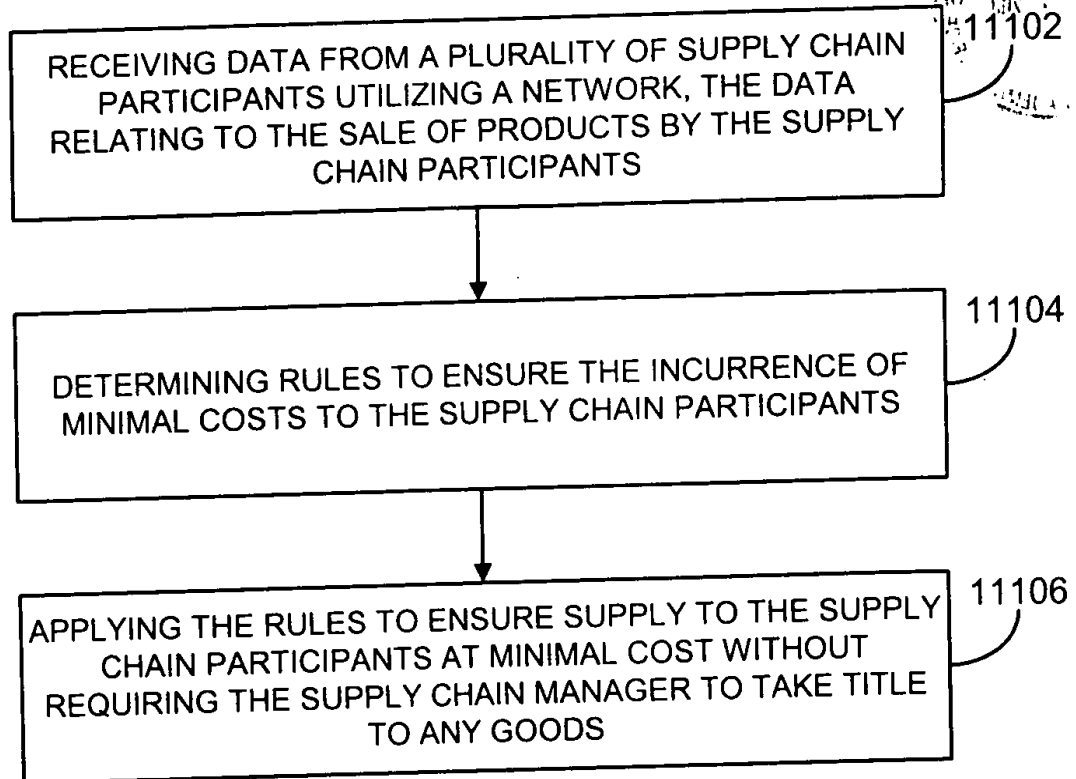 RECEIVING DATA FROM A PLURALITY OF SUPPLY CHAIN
PARTICIPANTS UTILIZING A NETWORK, THE DATA
RELATING TO THE SALE OF PRODUCTS BY THE SUPPLY
CHAIN PARTICIPANTS
11102
DETERMINING RULES TO ENSURE THE INCURRENCE OF
MINIMAL COSTS TO THE SUPPLY CHAIN PARTICIPANTS
11104
APPLYING THE RULES TO ENSURE SUPPLY TO THE SUPPLY
CHAIN PARTICIPANTS AT MINIMAL COST WITHOUT
REQUIRING THE SUPPLY CHAIN MANAGER TO TAKE TITLE
TO ANY GOODS
11106